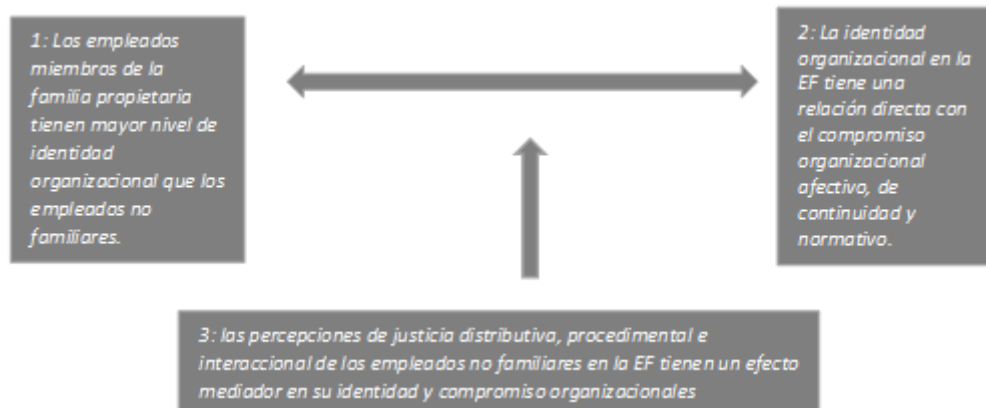 1: Los empleados
miembros de la
familia propietaria
tienen mayor nivel de
identidad
organizacional que los
empleados no
familiares.
2: La identidad
organizacional en la
EF tiene una
relación directa con
el compromiso
organizacional
afectivo, de
continuidad y
normativo.
3: las percepciones de justicia distributiva, procedimental e
interaccional de los empleados no familiares en la EF tienen un efecto
mediador en su identidad y compromiso organizacionales